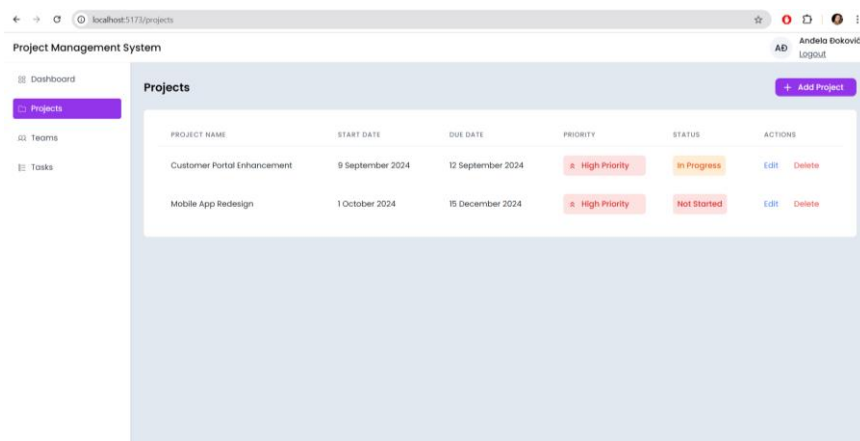 localhost:5173/projects
Project Management System
AĐ
Anđela Đoković
Logout
Dashboard
Projects
Teams
Tasks
Projects
+ Add Project
PROJECT NAME START DATE DUE DATE PRIORITY STATUS ACTIONS
Customer Portal Enhancement 9 September 2024 12 September 2024 High Priority In Progress Edit Delete
Mobile App Redesign 1 October 2024 15 December 2024 High Priority Not Started Edit Delete